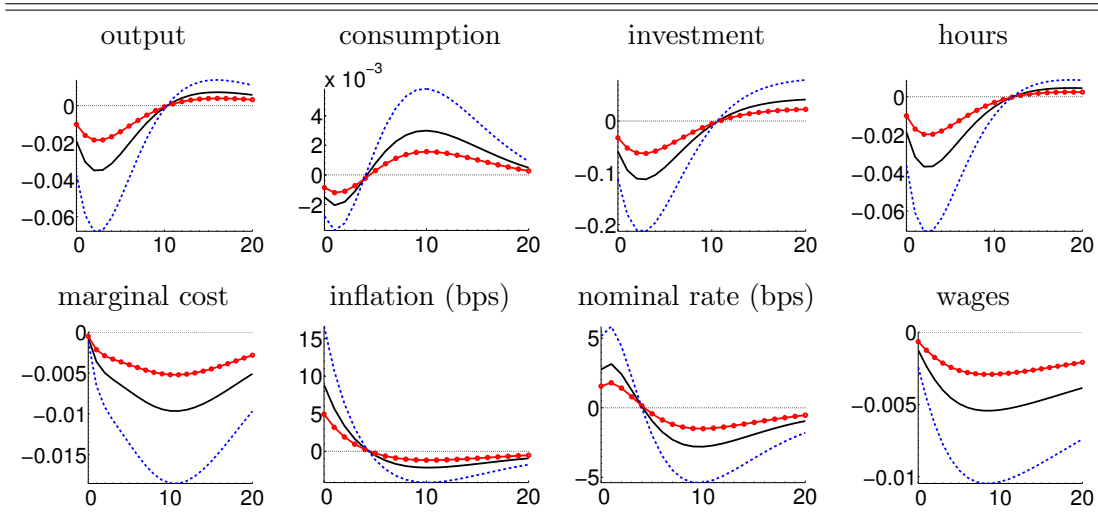 output consumption investment hours
x 10^-3
0 -0.02 -0.04 -0.06
0 10 20
4 2 0 -2
0 10 20
0 -0.1 -0.2
0 10 20
0 -0.02 -0.04 -0.06
0 10 20
marginal cost inflation (bps) nominal rate (bps) wages
0 -0.005 -0.01 -0.015
0 10 20
15 10 5 0
0 10 20
5 0 -5
0 10 20
0 -0.005 -0.01
0 10 20